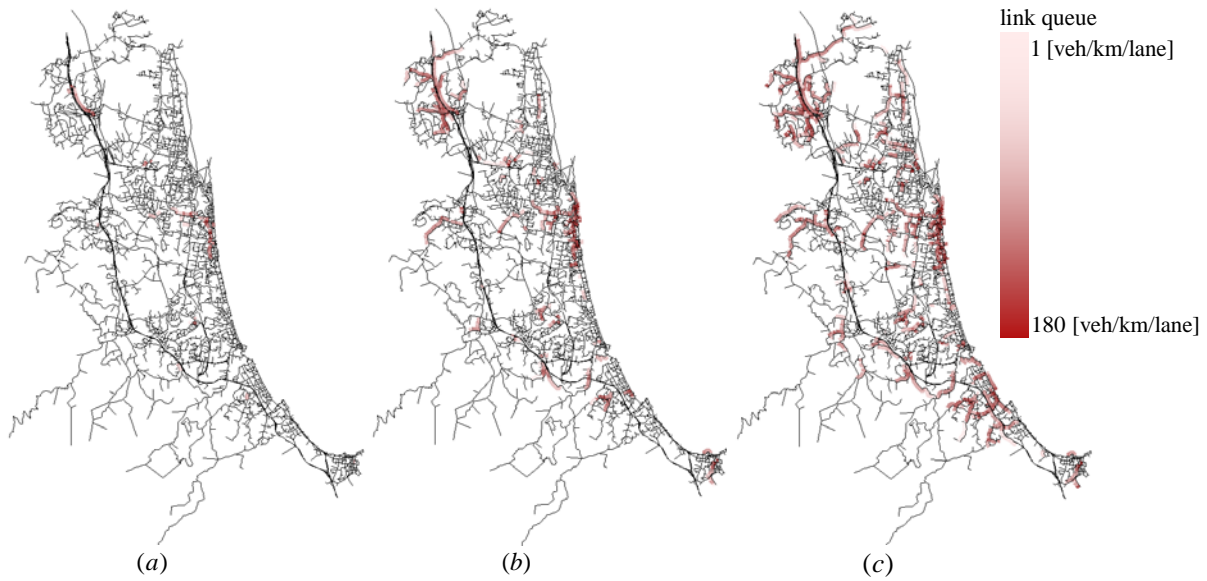 link queue
1 [veh/km/lane]
180 [veh/km/lane]
(a)
(b)
(c)